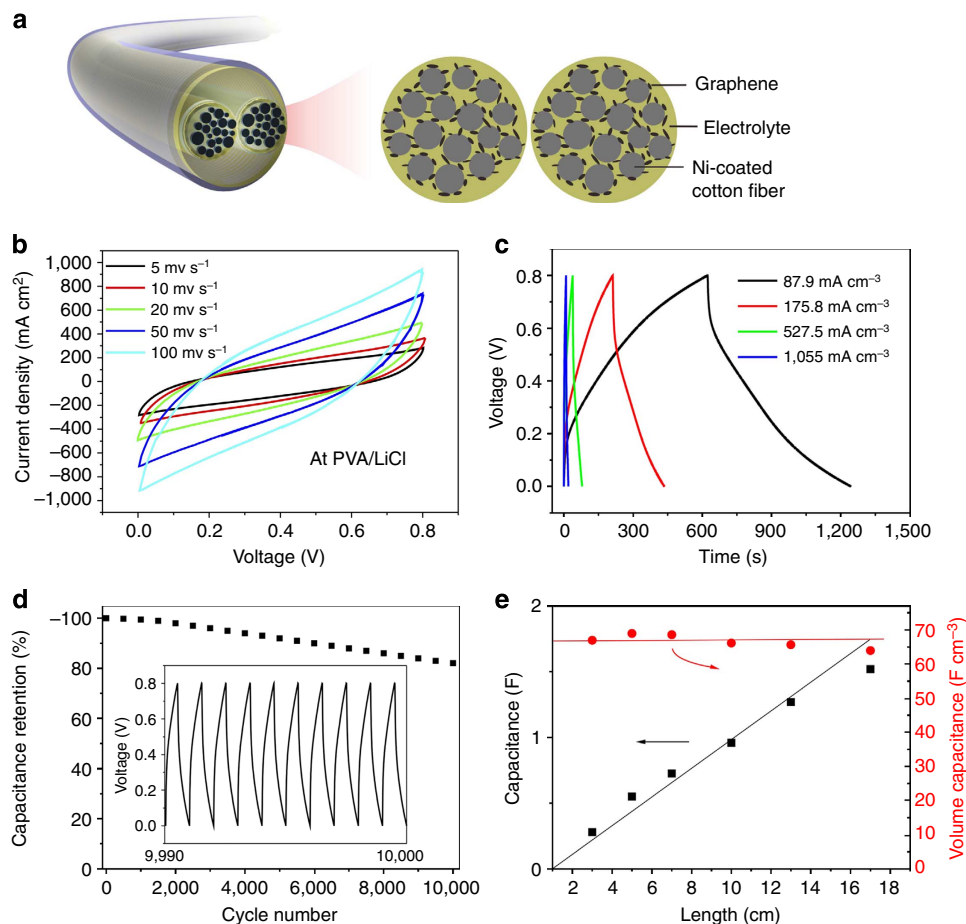 a
Graphene
Electrolyte
Ni-coated
cotton fiber
b
1,000
800
600
400
200
0
−200
−400
−600
−800
−1,000
Current density (mA cm²)
5 mv s⁻¹
10 mv s⁻¹
20 mv s⁻¹
50 mv s⁻¹
100 mv s⁻¹
At PVA/LiCl
0.0 0.2 0.4 0.6 0.8
Voltage (V)
c
0.8
0.6
0.4
0.2
0.0
Voltage (V)
87.9 mA cm⁻³
175.8 mA cm⁻³
527.5 mA cm⁻³
1,055 mA cm⁻³
0 300 600 900 1,200 1,500
Time (s)
d
−100
80
60
40
20
0
Capacitance retention (%)
0.8
0.6
0.4
0.2
0.0
Voltage (V)
9,990 10,000
0 2,000 4,000 6,000 8,000 10,000
Cycle number
e
2
1
0
Capacitance (F)
70
60
50
40
30
20
10
0
Volume capacitance (F cm⁻³)
2 4 6 8 10 12 14 16 18
Length (cm)